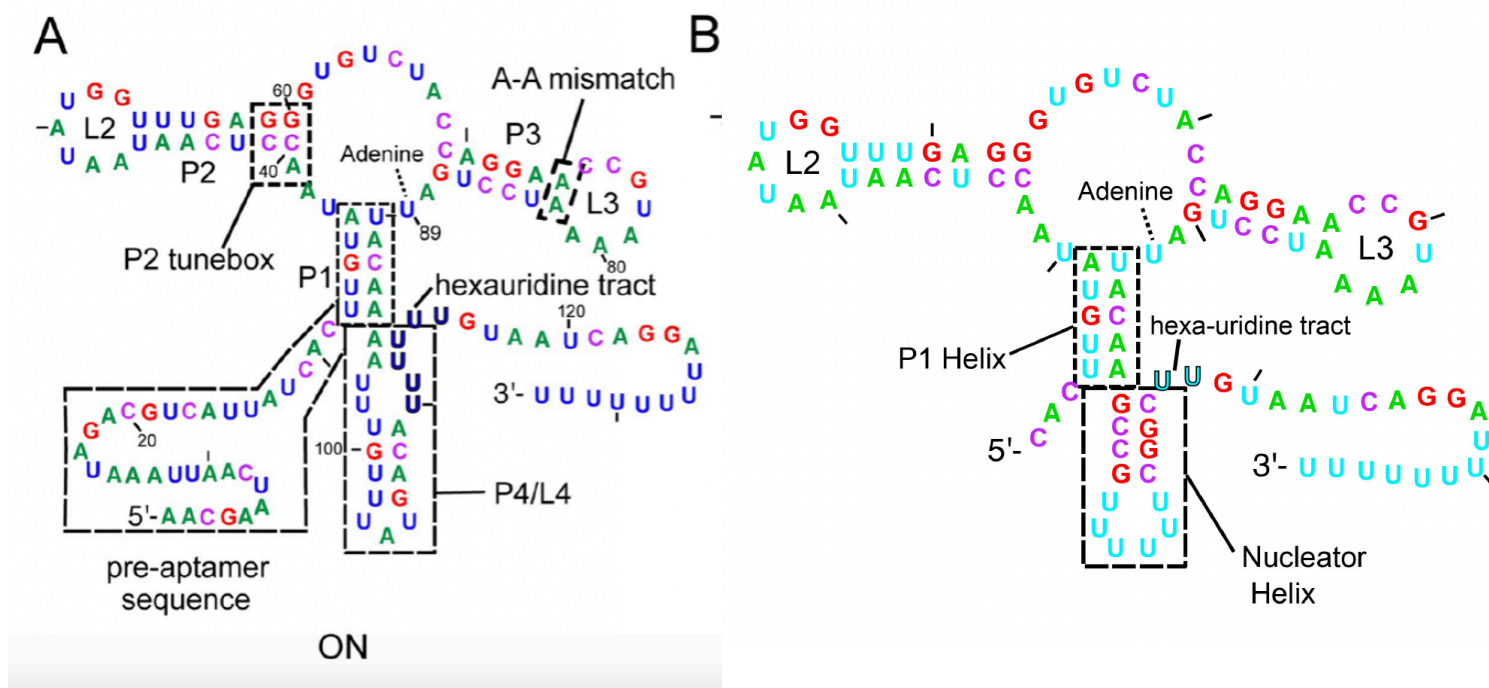 A
B
U G G U U U G A G G G U G U C U A C C A G G A A C C G U A A A A U C C U G A U
A L2
U A A A U A A C U C C A A U
P2
60
40
Adenine
A-A mismatch
P3
L3
80
89
P2 tunebox
P1
A U G U U
U A C A A
hexauridine tract
A A U U U G U U U A U G A C A U U U U U U
G U A A U C A G G A U U U U U U U U -3'
120
100
P4/L4
5'-AACGAAUCAAUUAAAUAGACGUCAUUAUCAC
20
pre-aptamer
sequence
ON
U G G U U U G A G G G U G U C U A C C A G G A A C C G U A A A A U C C U G A U
A L2
U A A A U A A C U C C A A U
Adenine
L3
P1 Helix
A U G U U
U A C A A
hexa-uridine tract
5'- C A C
G C C G U U U U U U C G G C
U U G U A A U C A G G A U U U U U U U U -3'
Nucleator
Helix